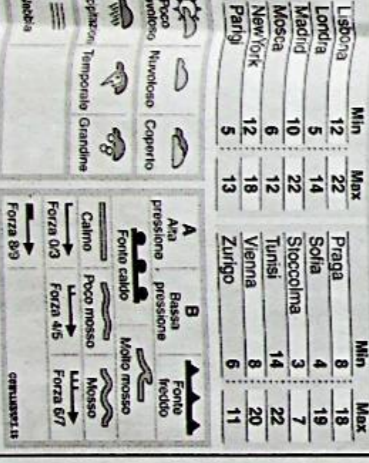 Min Max
Lisbona 12 22
Londra 5 14
Madrid 10 22
Mosca 6 12
New York 12 18
Parigi 5 13
Min Max
Praga 8 18
Sofia 4 19
Stoccolma 3 7
Tunisi 14 22
Vienna 8 20
Zurigo 6 11
Poco
Nuvoloso Coperto
Temporale Grandine
A B
Alta pressione Bassa pressione Fonte freddo
Fonte caldo Molto mosso
Calmo Poco mosso Mosso
Forza 0/3 Forza 4/5 Forza 6/7
Forza 8/9